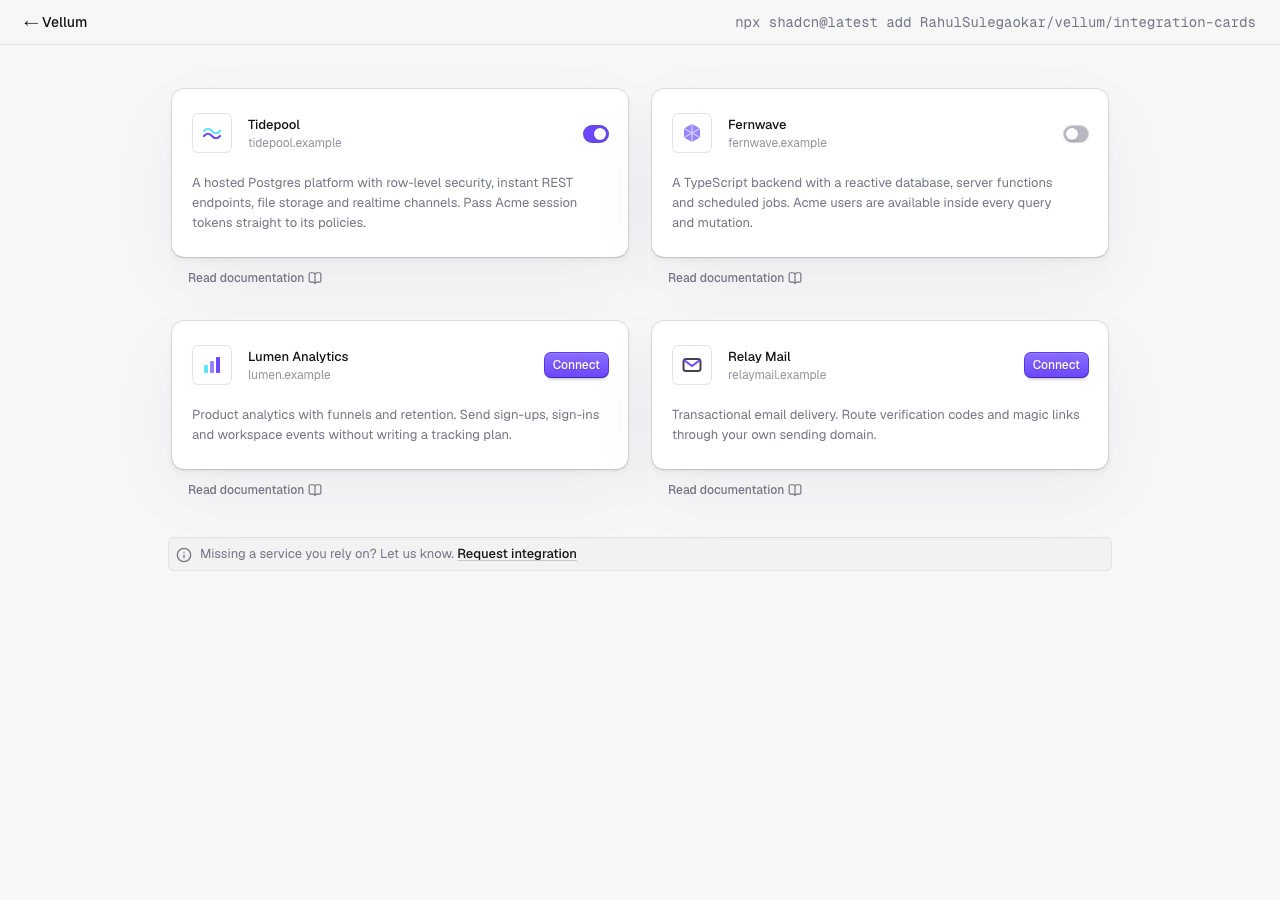 ← Vellum
npx shadcn@latest add RahulSulegaokar/vellum/integration-cards
Tidepool
tidepool.example
A hosted Postgres platform with row-level security, instant REST
endpoints, file storage and realtime channels. Pass Acme session
tokens straight to its policies.
Read documentation
Fernwave
fernwave.example
A TypeScript backend with a reactive database, server functions
and scheduled jobs. Acme users are available inside every query
and mutation.
Read documentation
Lumen Analytics
lumen.example
Connect
Product analytics with funnels and retention. Send sign-ups, sign-ins
and workspace events without writing a tracking plan.
Read documentation
Relay Mail
relaymail.example
Connect
Transactional email delivery. Route verification codes and magic links
through your own sending domain.
Read documentation
Missing a service you rely on? Let us know. Request integration